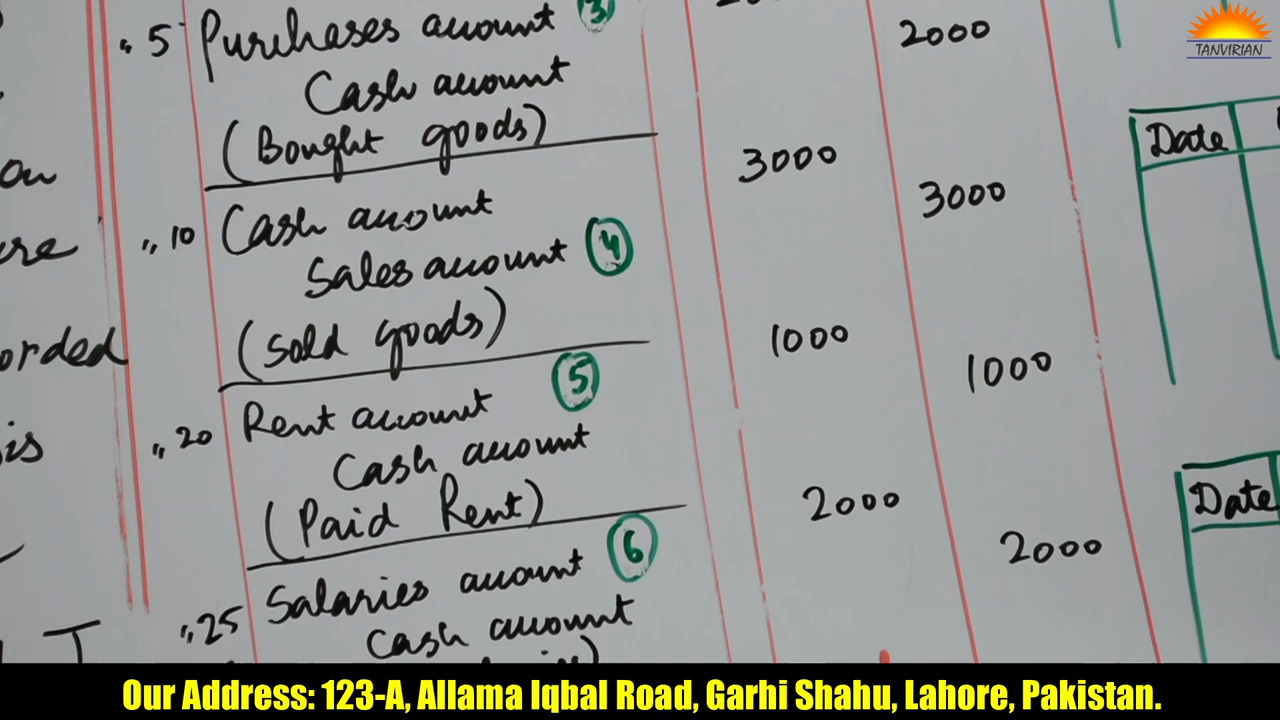 TANVIRIAN
on
ere
orded
is
,, 5 Purchases account 3
Cash account 2000
(Bought goods)
,, 10 Cash account 3000
Sales account 4 3000
(Sold goods)
,, 20 Rent account 5 1000
Cash account 1000
(Paid Rent)
,, 25 Salaries account 6 2000
Cash account 2000
Date
Date
Our Address: 123-A, Allama Iqbal Road, Garhi Shahu, Lahore, Pakistan.